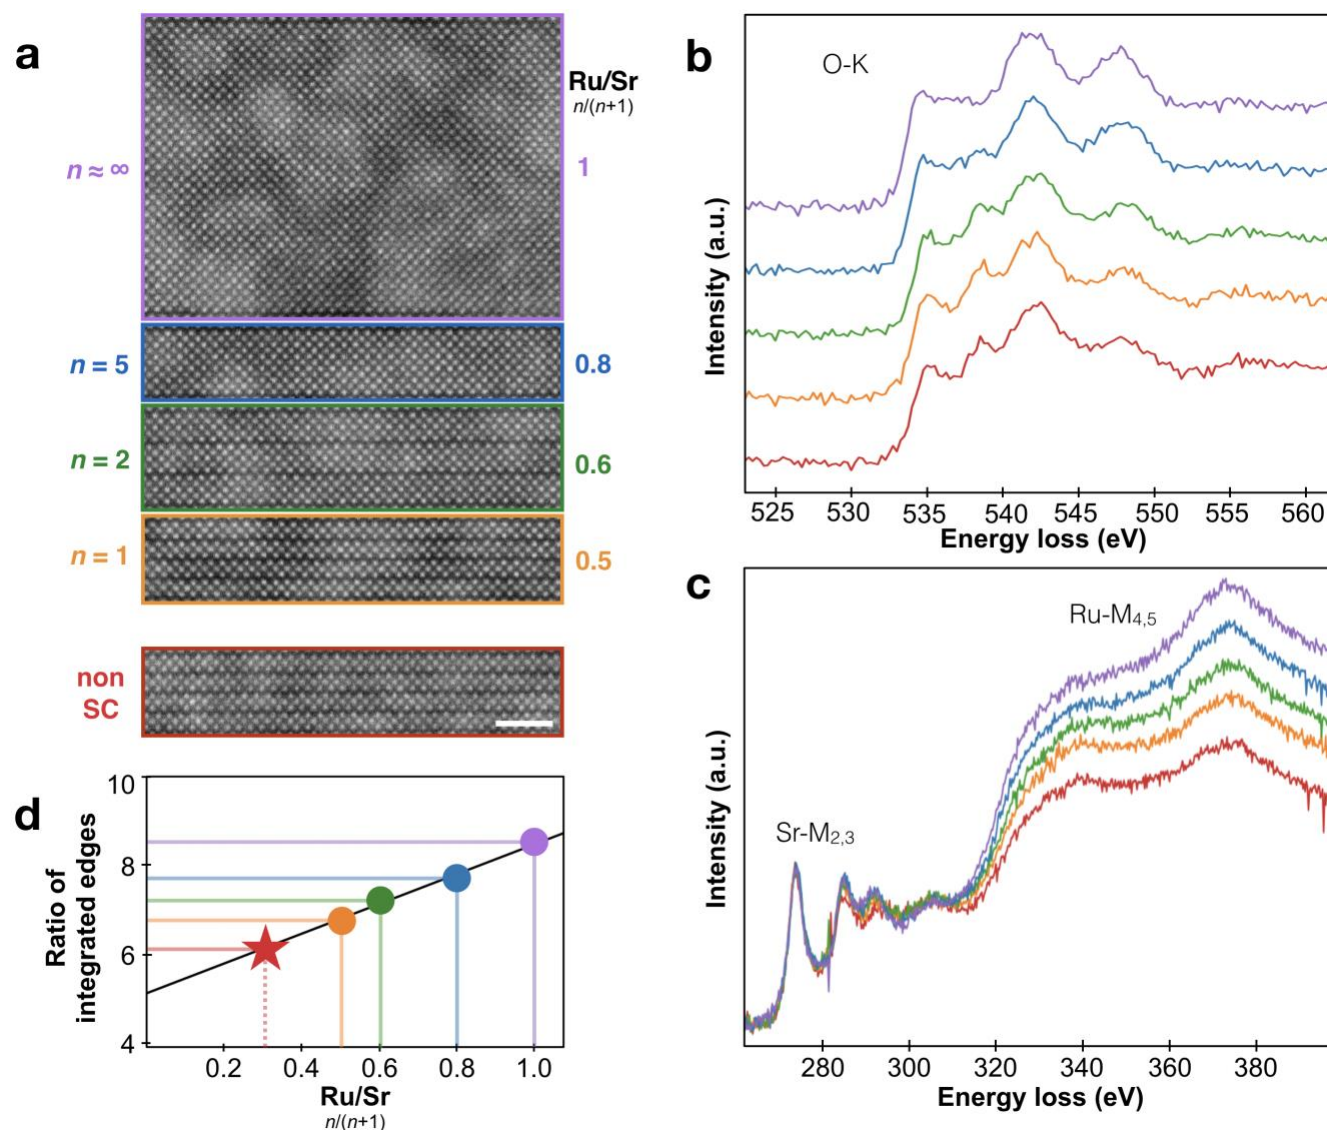 a
Ru/Sr
n/(n+1)
n ≈ ∞
1
n = 5
0.8
n = 2
0.6
n = 1
0.5
non
SC
b
O-K
Intensity (a.u.)
525 530 535 540 545 550 555 560
Energy loss (eV)
c
Ru-M4,5
Sr-M2,3
Intensity (a.u.)
280 300 320 340 360 380
Energy loss (eV)
d
Ratio of
integrated edges
10
8
6
4
0.2 0.4 0.6 0.8 1.0
Ru/Sr
n/(n+1)